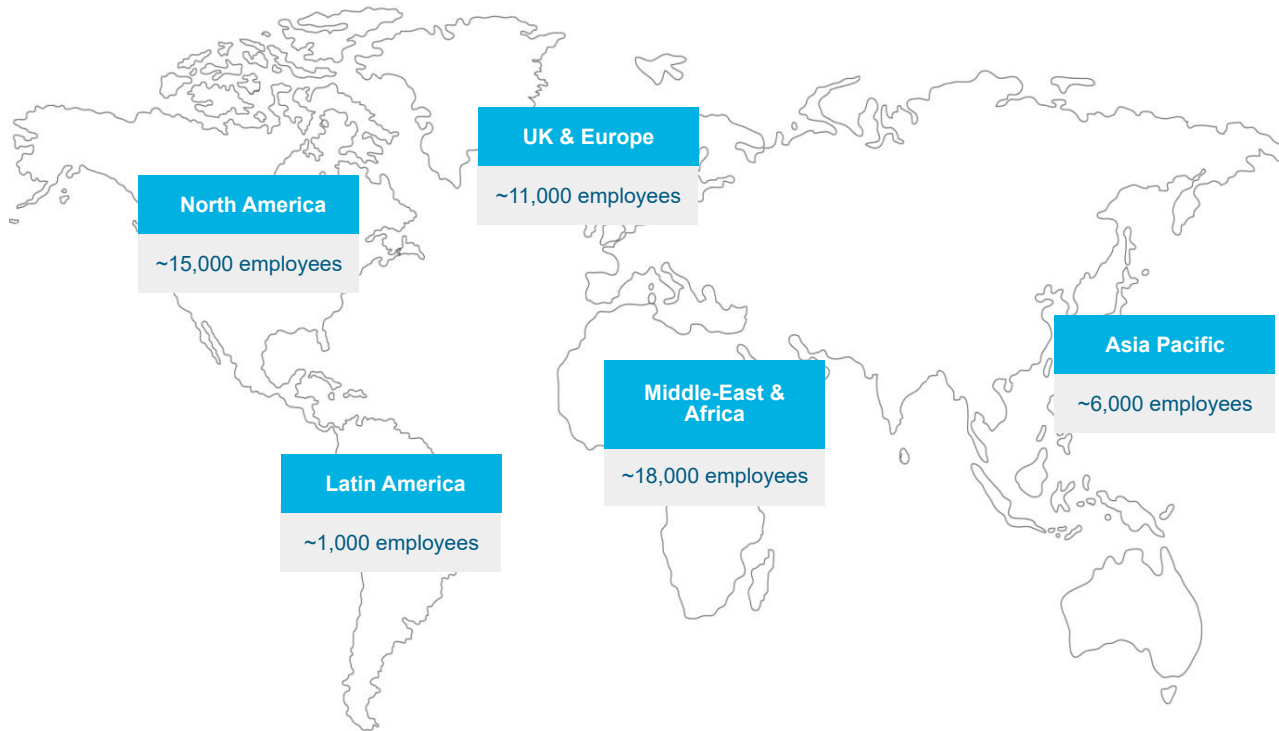 UK & Europe
~11,000 employees
North America
~15,000 employees
Asia Pacific
~6,000 employees
Middle-East &
Africa
~18,000 employees
Latin America
~1,000 employees